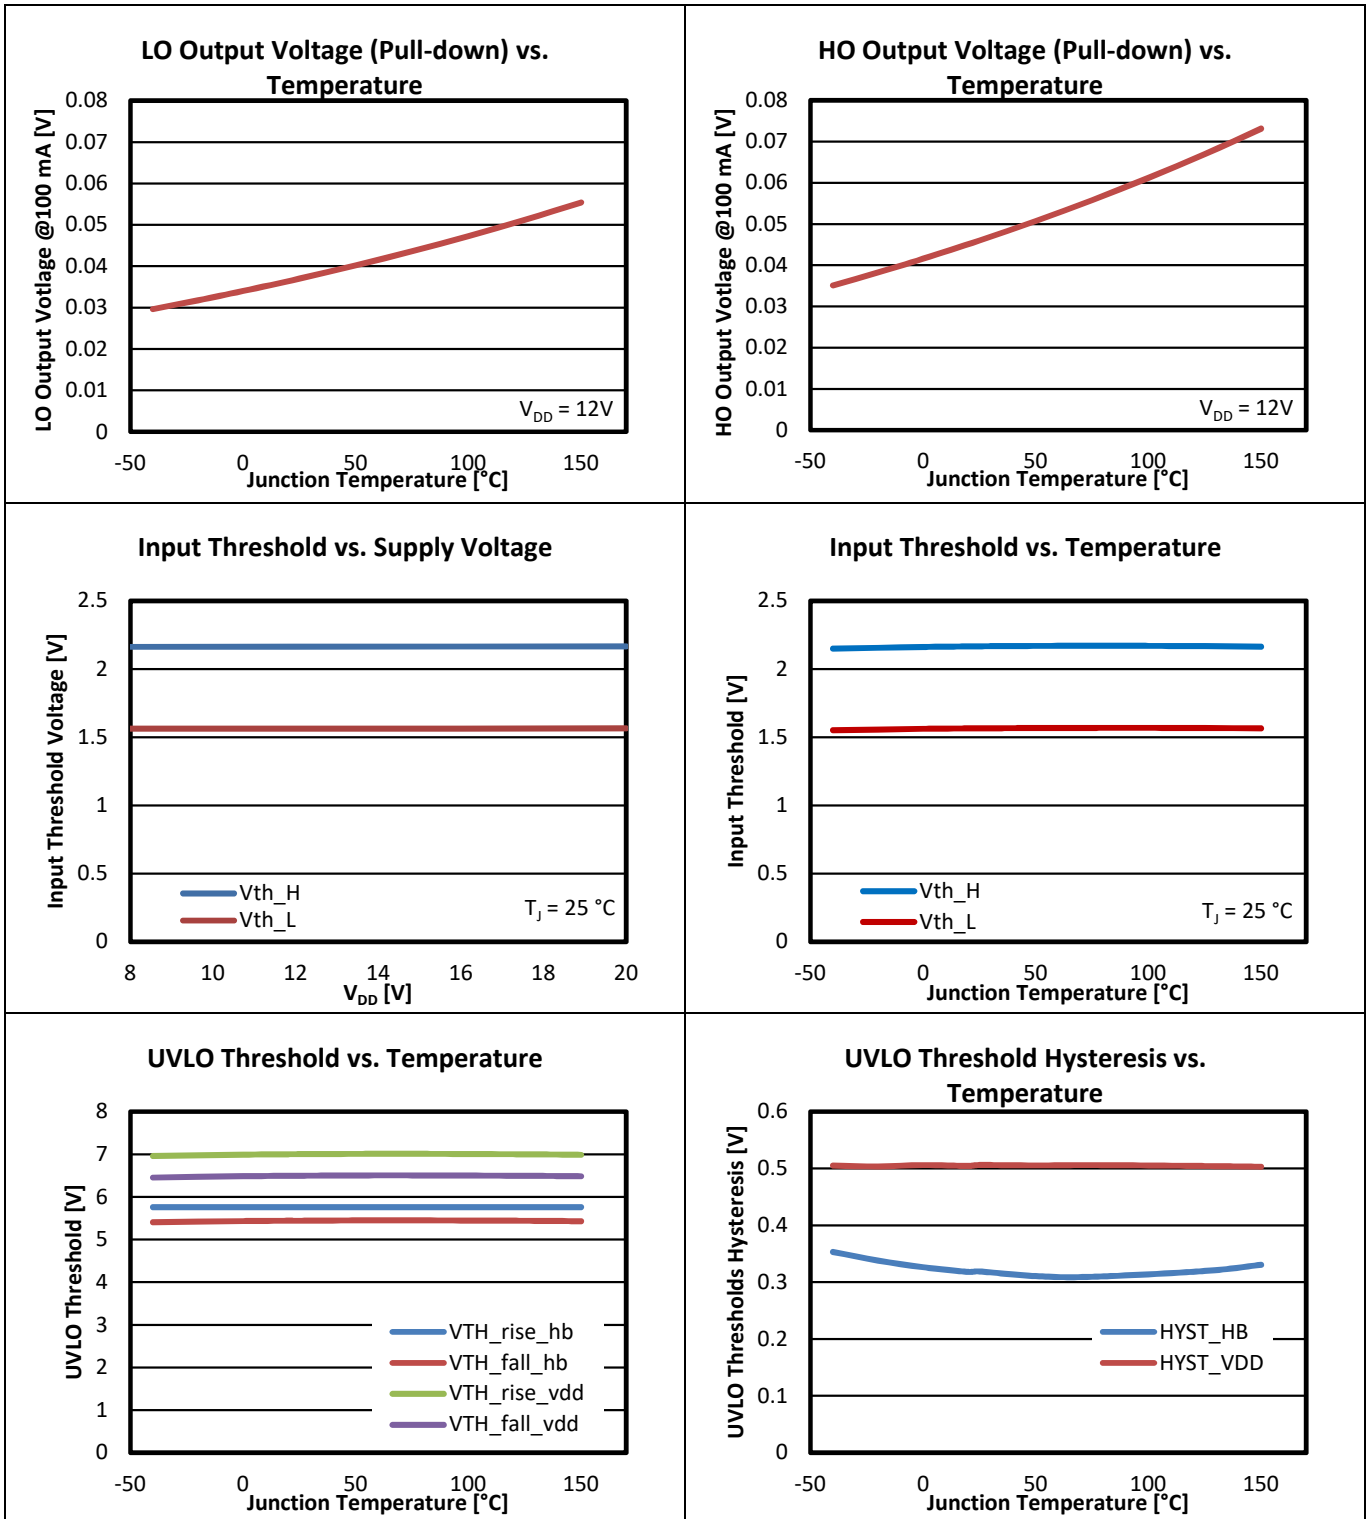 LO Output Voltage (Pull-down) vs.
Temperature
LO Output Votlage @100 mA [V]
0.08
0.07
0.06
0.05
0.04
0.03
0.02
0.01
0
V_DD = 12V
-50 0 50 100 150
Junction Temperature [°C]
HO Output Voltage (Pull-down) vs.
Temperature
HO Output Votlage @100 mA [V]
0.08
0.07
0.06
0.05
0.04
0.03
0.02
0.01
0
V_DD = 12V
-50 0 50 100 150
Junction Temperature [°C]
Input Threshold vs. Supply Voltage
Input Threshold Voltage [V]
2.5
2
1.5
1
0.5
0
Vth_H
Vth_L
T_J = 25 °C
8 10 12 14 16 18 20
V_DD [V]
Input Threshold vs. Temperature
Input Threshold [V]
2.5
2
1.5
1
0.5
0
Vth_H
Vth_L
T_J = 25 °C
-50 0 50 100 150
Junction Temperature [°C]
UVLO Threshold vs. Temperature
UVLO Threshold [V]
8
7
6
5
4
3
2
1
0
VTH_rise_hb
VTH_fall_hb
VTH_rise_vdd
VTH_fall_vdd
-50 0 50 100 150
Junction Temperature [°C]
UVLO Threshold Hysteresis vs.
Temperature
UVLO Thresholds Hysteresis [V]
0.6
0.5
0.4
0.3
0.2
0.1
0
HYST_HB
HYST_VDD
-50 0 50 100 150
Junction Temperature [°C]